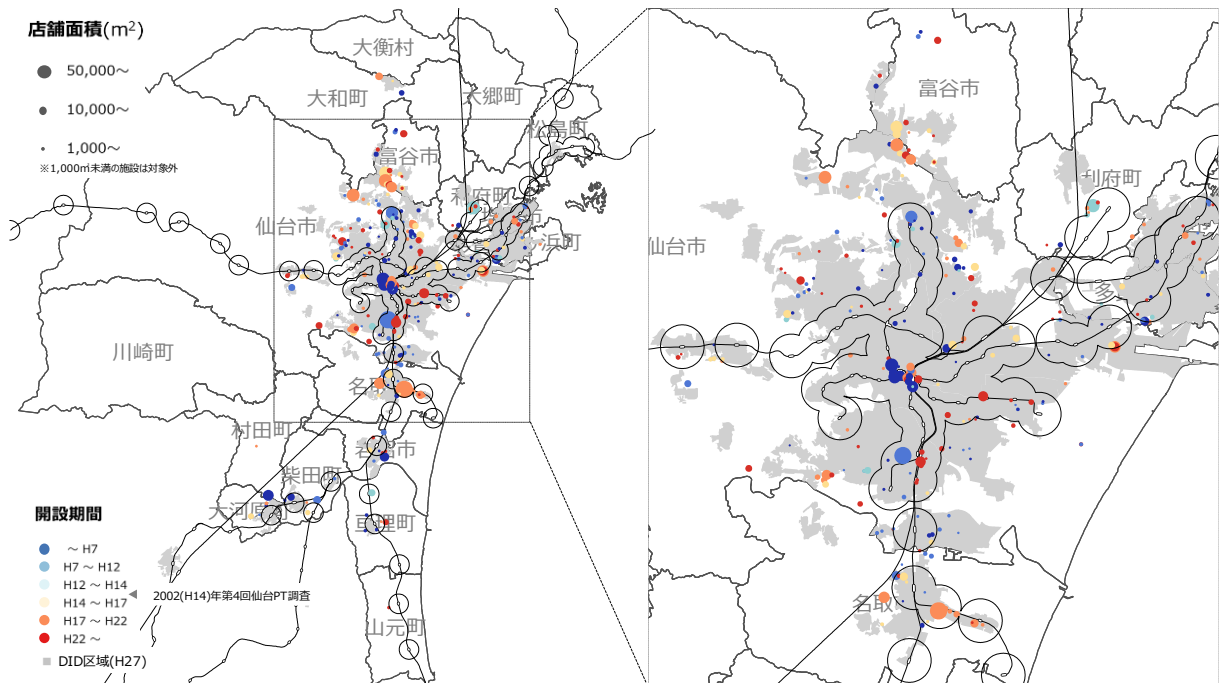 店舗面積(m²)
50,000～
10,000～
1,000～
※1,000㎡未満の施設は対象外
大衡村
大和町
大郷町
松島町
富谷市
利府町
仙台市
浜町
川崎町
名取
村田町
柴田町
大河原町
亘理町
山元町
開設期間
～ H7
H7 ～ H12
H12 ～ H14
H14 ～ H17
H17 ～ H22
H22 ～
2002(H14)年第4回仙台PT調査
DID区域(H27)
富谷市
利府町
仙台市
多
名取